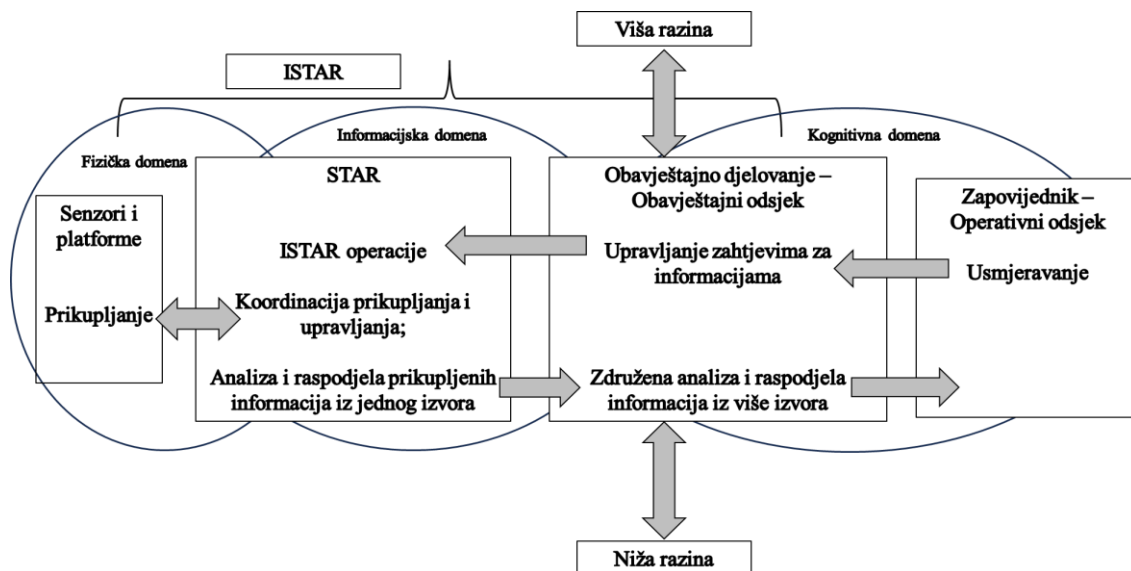 Viša razina
ISTAR
Fizička domena
Informacijska domena
Kognitivna domena
Senzori i
platforme
Prikupljanje
STAR
ISTAR operacije
Koordinacija prikupljanja i
upravljanja;
Analiza i raspodjela prikupljenih
informacija iz jednog izvora
Obavještajno djelovanje –
Obavještajni odsjek
Upravljanje zahtjevima za
informacijama
Združena analiza i raspodjela
informacija iz više izvora
Zapovijednik –
Operativni odsjek
Usmjeravanje
Niža razina